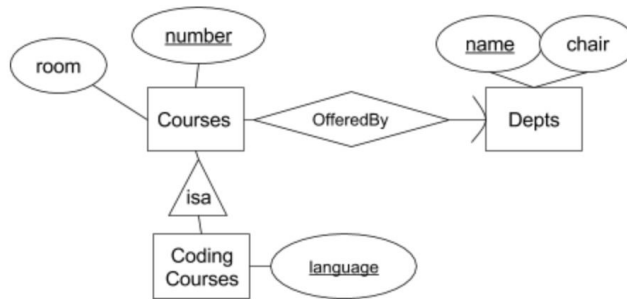 number
name
chair
room
Courses
OfferedBy
Depts
isa
Coding
Courses
language